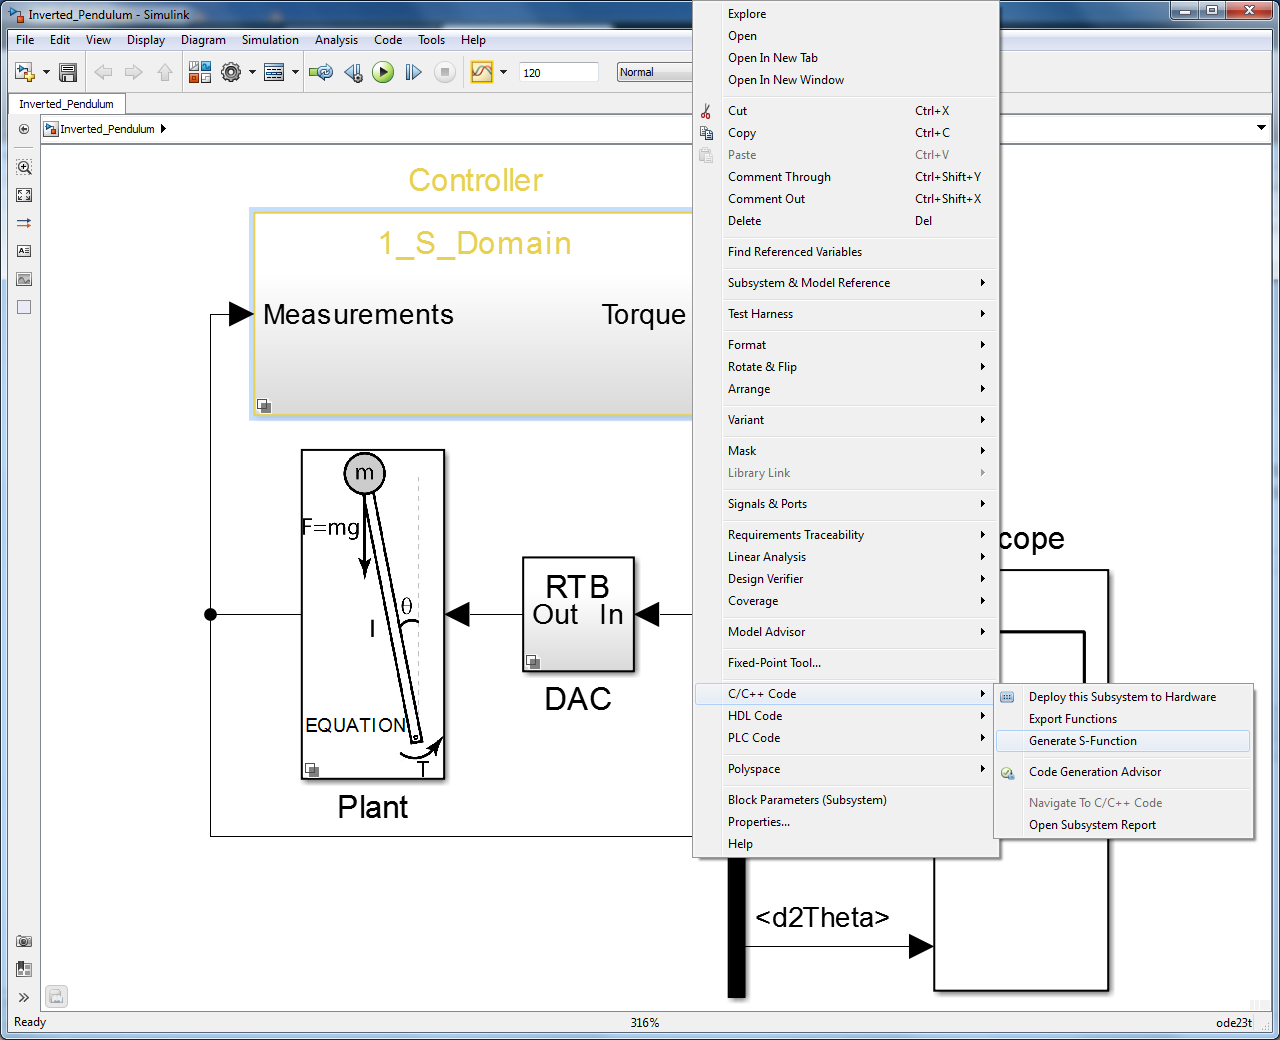 Inverted_Pendulum - Simulink
File Edit View Display Diagram Simulation Analysis Code Tools Help
120 Normal
Inverted_Pendulum
Inverted_Pendulum
Controller
1_S_Domain
Measurements Torque
m
F=mg
θ
l
EQUATION
T
Plant
RTB
Out In
DAC
cope
<d2Theta>
Explore
Open
Open In New Tab
Open In New Window
Cut Ctrl+X
Copy Ctrl+C
Paste Ctrl+V
Comment Through Ctrl+Shift+Y
Comment Out Ctrl+Shift+X
Delete Del
Find Referenced Variables
Subsystem & Model Reference
Test Harness
Format
Rotate & Flip
Arrange
Variant
Mask
Library Link
Signals & Ports
Requirements Traceability
Linear Analysis
Design Verifier
Coverage
Model Advisor
Fixed-Point Tool...
C/C++ Code
HDL Code
PLC Code
Polyspace
Block Parameters (Subsystem)
Properties...
Help
Deploy this Subsystem to Hardware
Export Functions
Generate S-Function
Code Generation Advisor
Navigate To C/C++ Code
Open Subsystem Report
Ready 316% ode23t